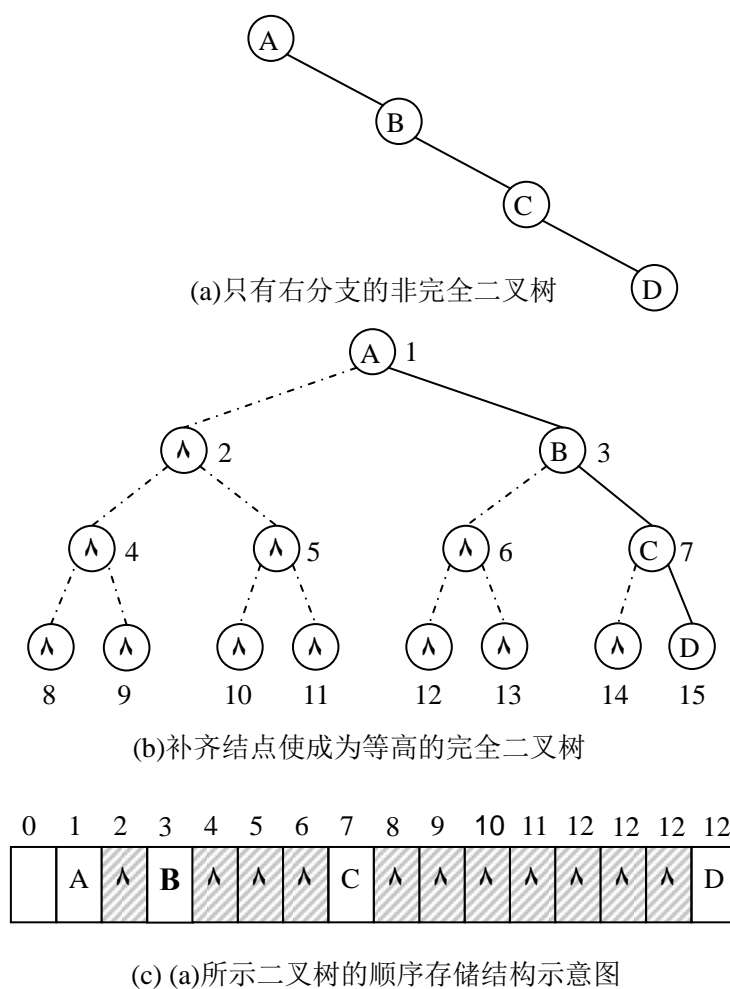 A
B
C
D
(a)只有右分支的非完全二叉树
A 1
∧ 2 B 3
∧ 4 ∧ 5 ∧ 6 C 7
∧ ∧ ∧ ∧ ∧ ∧ ∧ D
8 9 10 11 12 13 14 15
(b)补齐结点使成为等高的完全二叉树
0 1 2 3 4 5 6 7 8 9 10 11 12 12 12 12
A ∧ B ∧ ∧ ∧ C ∧ ∧ ∧ ∧ ∧ ∧ ∧ D
(c) (a)所示二叉树的顺序存储结构示意图